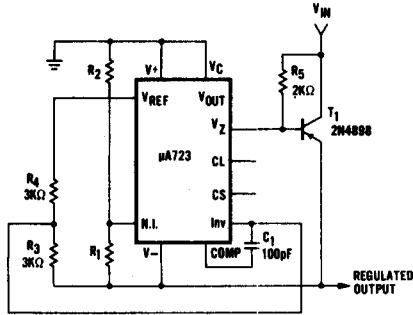 V IN
R2
V+
VC
R5
2KΩ
VREF
VOUT
T1
2N4898
VZ
µA723
CL
R4
3KΩ
CS
N.I.
Inv
R3
3KΩ
R1
C1
100pF
V−
COMP
REGULATED
OUTPUT